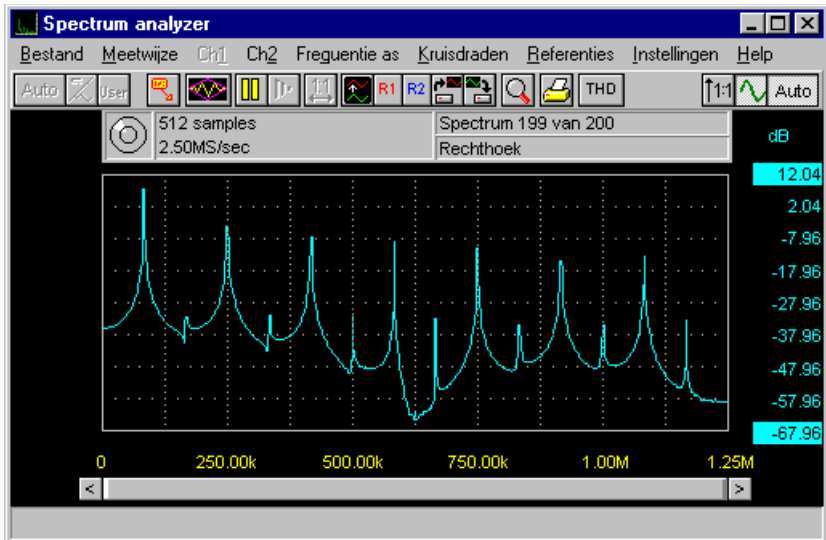 Spectrum analyzer
Bestand Meetwijze Ch1 Ch2 Freguentie as Kruisdraden Referenties Instellingen Help
Auto User 1:1 R1 R2 THD 1:1 Auto
512 samples
2.50MS/sec
Spectrum 199 van 200
Rechthoek
dB
12.04
2.04
-7.96
-17.96
-27.96
-37.96
-47.96
-57.96
-67.96
0 250.00k 500.00k 750.00k 1.00M 1.25M